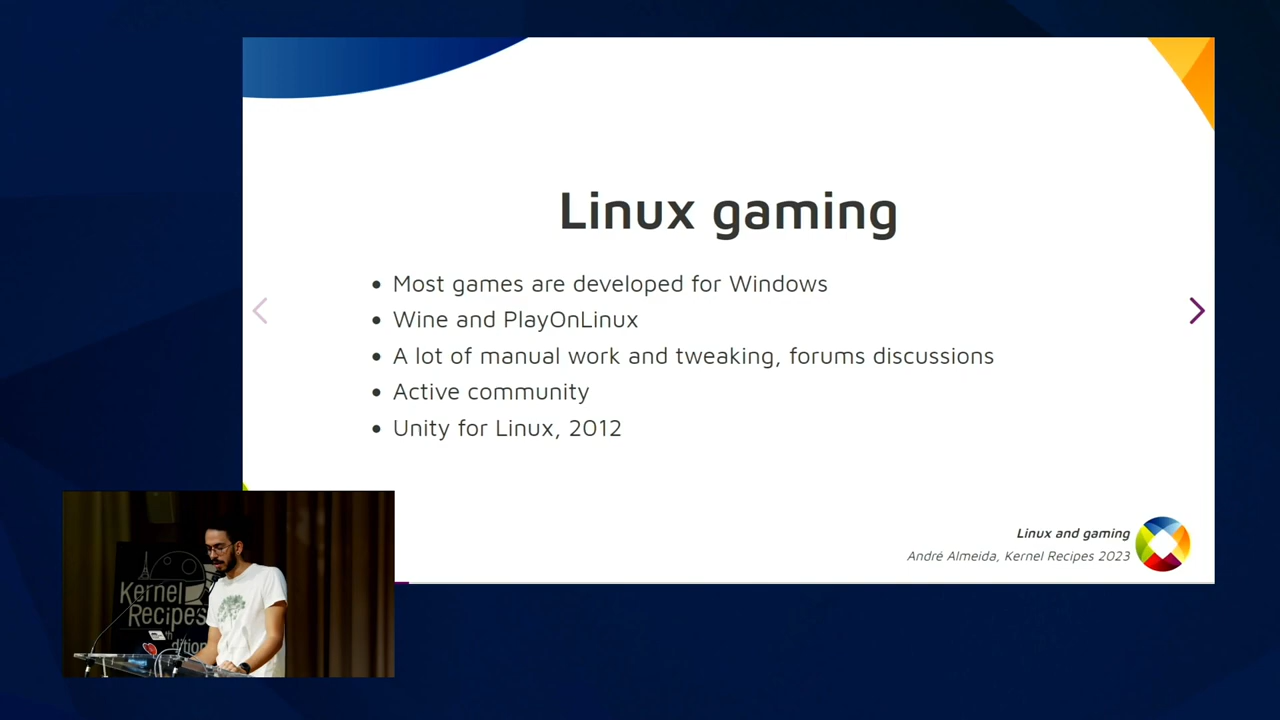 Linux gaming
Most games are developed for Windows
Wine and PlayOnLinux
A lot of manual work and tweaking, forums discussions
Active community
Unity for Linux, 2012
Linux and gaming
André Almeida, Kernel Recipes 2023
Kernel
Recipes